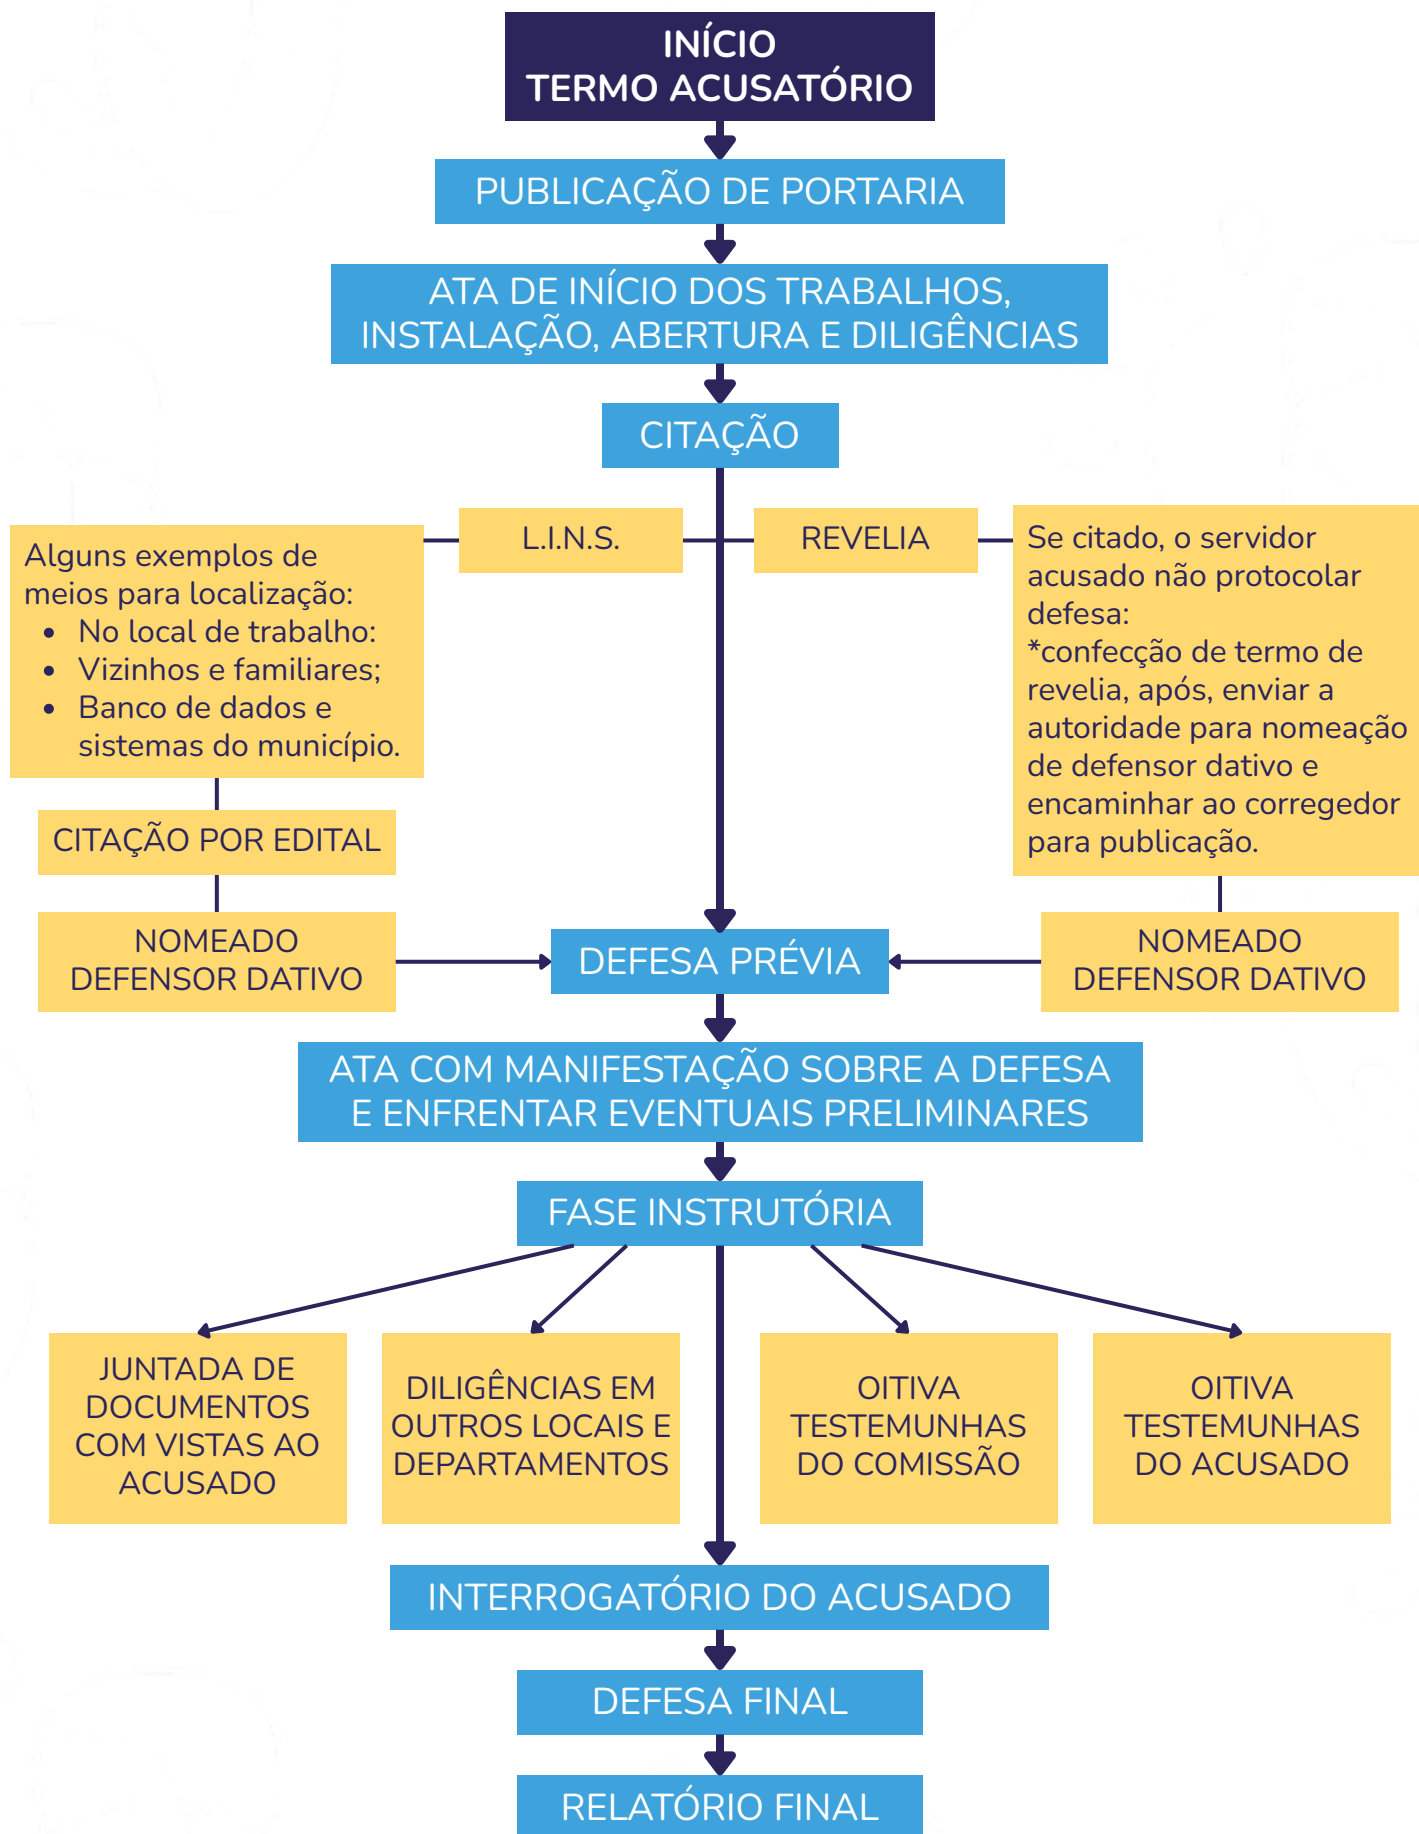 INÍCIO
TERMO ACUSATÓRIO
PUBLICAÇÃO DE PORTARIA
ATA DE INÍCIO DOS TRABALHOS,
INSTALAÇÃO, ABERTURA E DILIGÊNCIAS
CITAÇÃO
L.I.N.S.
REVELIA
Alguns exemplos de
meios para localização:
• No local de trabalho:
• Vizinhos e familiares;
• Banco de dados e
sistemas do município.
Se citado, o servidor
acusado não protocolar
defesa:
*confecção de termo de
revelia, após, enviar a
autoridade para nomeação
de defensor dativo e
encaminhar ao corregedor
para publicação.
CITAÇÃO POR EDITAL
NOMEADO
DEFENSOR DATIVO
DEFESA PRÉVIA
NOMEADO
DEFENSOR DATIVO
ATA COM MANIFESTAÇÃO SOBRE A DEFESA
E ENFRENTAR EVENTUAIS PRELIMINARES
FASE INSTRUTÓRIA
JUNTADA DE
DOCUMENTOS
COM VISTAS AO
ACUSADO
DILIGÊNCIAS EM
OUTROS LOCAIS E
DEPARTAMENTOS
OITIVA
TESTEMUNHAS
DO COMISSÃO
OITIVA
TESTEMUNHAS
DO ACUSADO
INTERROGATÓRIO DO ACUSADO
DEFESA FINAL
RELATÓRIO FINAL